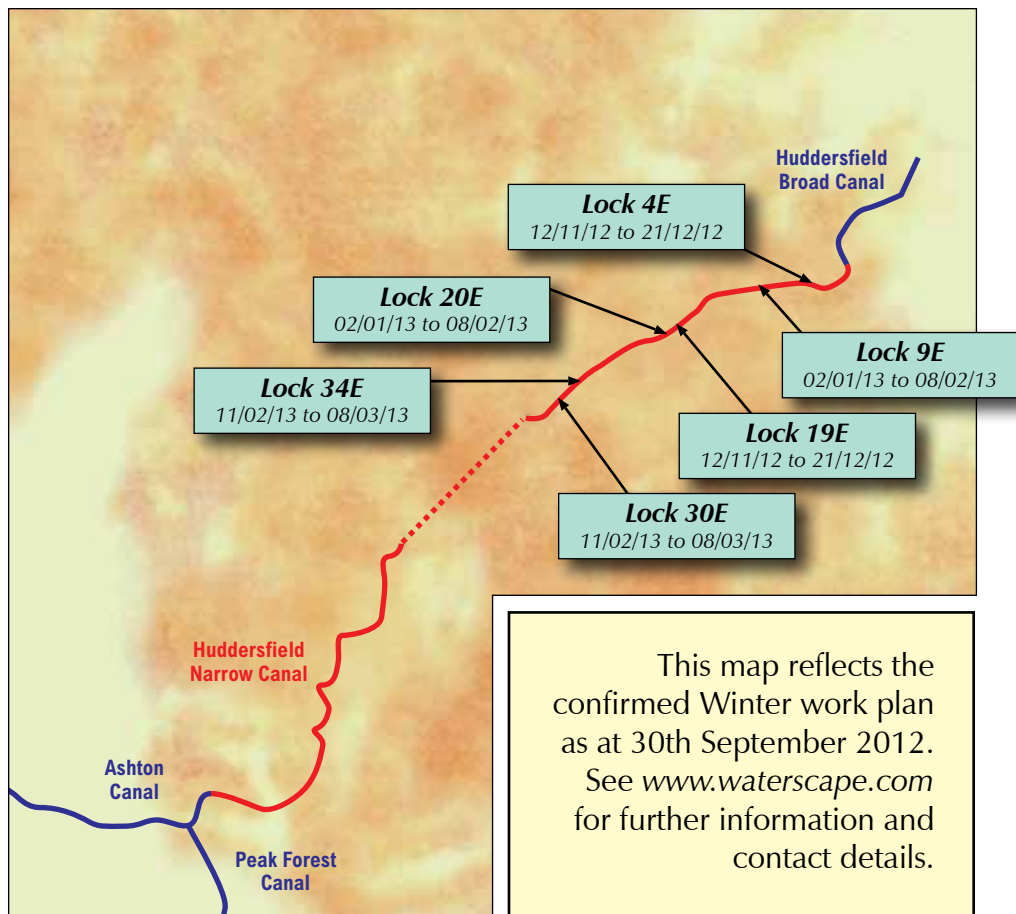 Huddersfield
Broad Canal
Lock 4E
12/11/12 to 21/12/12
Lock 20E
02/01/13 to 08/02/13
Lock 9E
02/01/13 to 08/02/13
Lock 34E
11/02/13 to 08/03/13
Lock 19E
12/11/12 to 21/12/12
Lock 30E
11/02/13 to 08/03/13
Huddersfield
Narrow Canal
Ashton
Canal
Peak Forest
Canal
This map reflects the
confirmed Winter work plan
as at 30th September 2012.
See www.waterscape.com
for further information and
contact details.